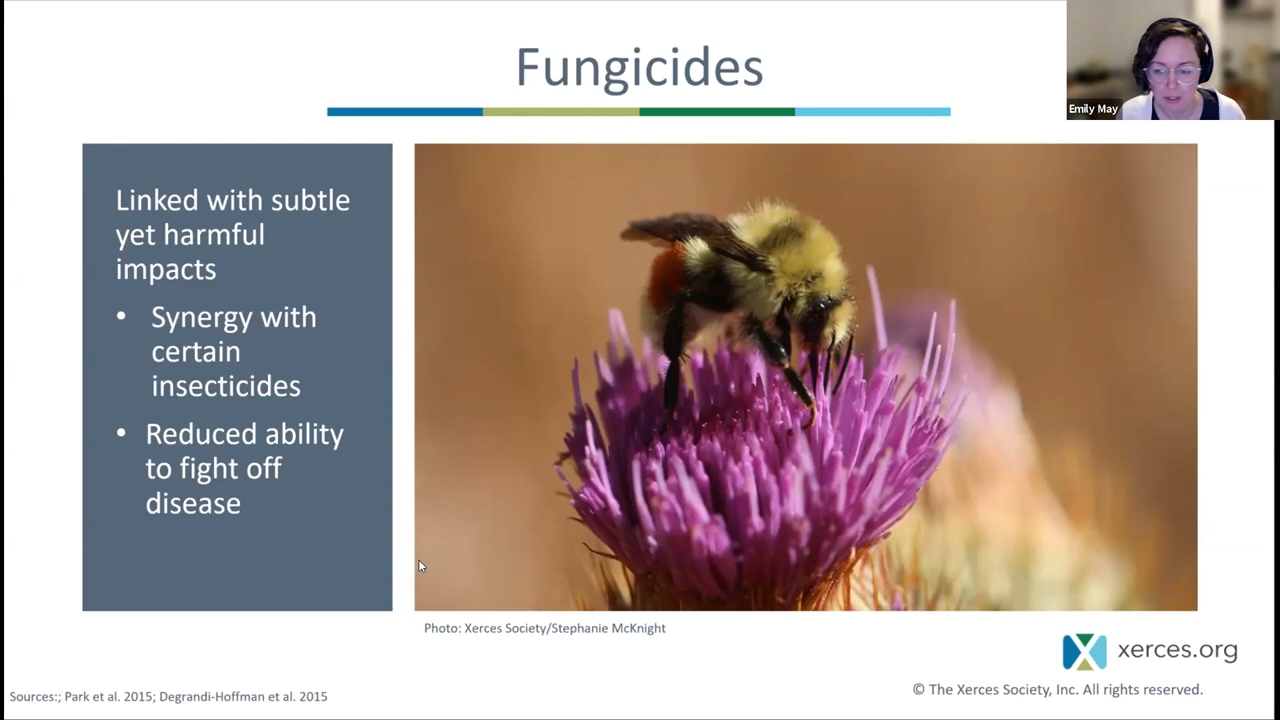 Fungicides
Emily May
Linked with subtle
yet harmful
impacts
• Synergy with
certain
insecticides
• Reduced ability
to fight off
disease
Photo: Xerces Society/Stephanie McKnight
xerces.org
Sources:; Park et al. 2015; Degrandi-Hoffman et al. 2015
© The Xerces Society, Inc. All rights reserved.